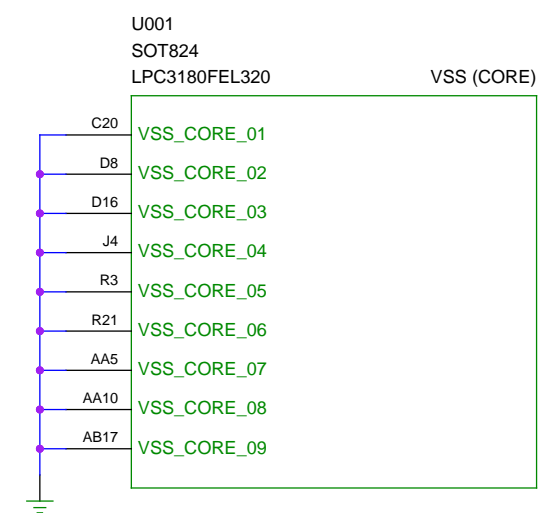 U001
SOT824
LPC3180FEL320 VSS (CORE)
C20 VSS_CORE_01
D8 VSS_CORE_02
D16 VSS_CORE_03
J4 VSS_CORE_04
R3 VSS_CORE_05
R21 VSS_CORE_06
AA5 VSS_CORE_07
AA10 VSS_CORE_08
AB17 VSS_CORE_09